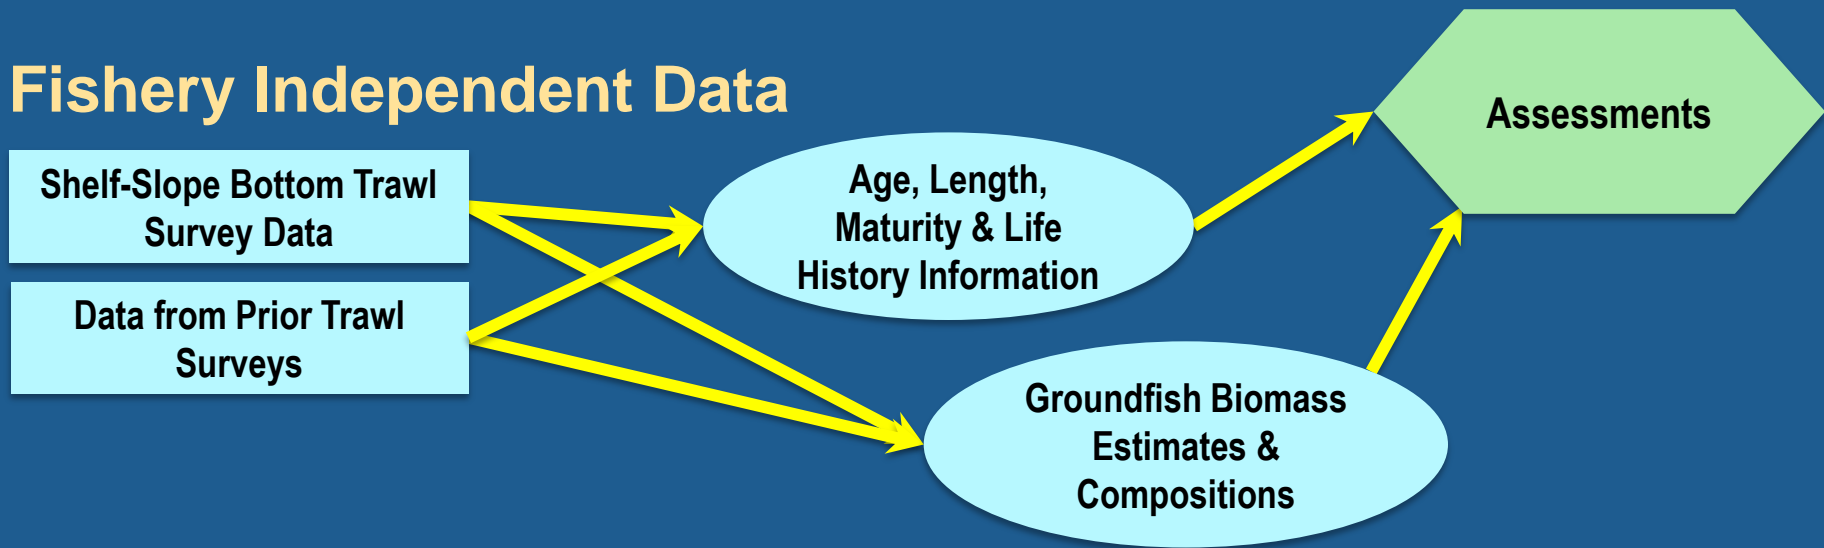 Fishery Independent Data
Shelf-Slope Bottom Trawl
Survey Data
Data from Prior Trawl
Surveys
Age, Length,
Maturity & Life
History Information
Groundfish Biomass
Estimates &
Compositions
Assessments